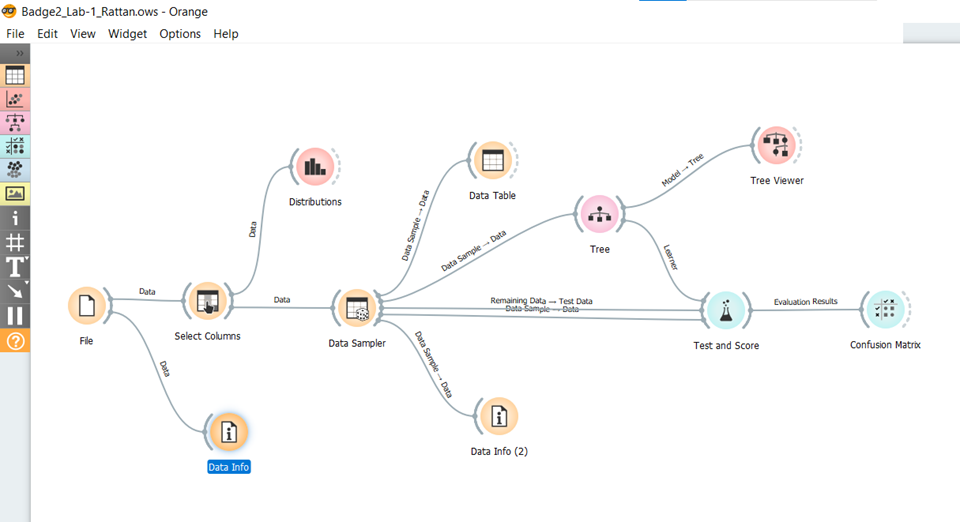 Badge2_Lab-1_Rattan.ows - Orange
File Edit View Widget Options Help
Distributions
Data Table
Tree Viewer
Model → Tree
Data Sample → Data
Data
Data Sample → Data
Tree
Learner
File
Data
Select Columns
Data
Data Sampler
Remaining Data → Test Data
Data Sample → Data
Test and Score
Evaluation Results
Confusion Matrix
Data
Data Info
Data Sample → Data
Data Info (2)